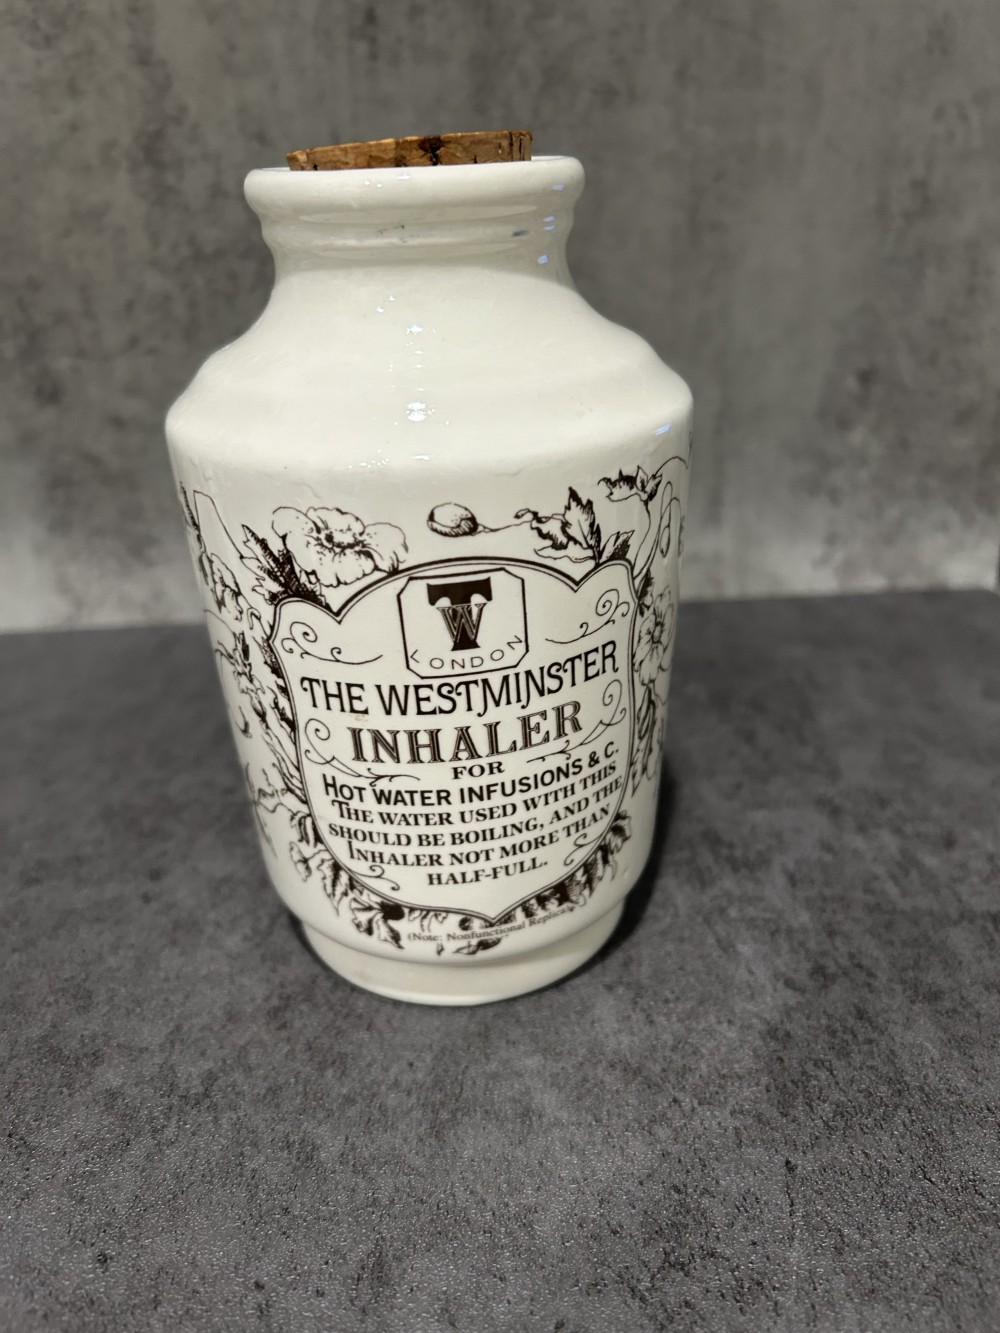 TW
LONDON
THE WESTMINSTER
INHALER
FOR
HOT WATER INFUSIONS & C.
THE WATER USED WITH THIS
SHOULD BE BOILING, AND THE
INHALER NOT MORE THAN
HALF-FULL.
(Note: Nonfunctional Replica)